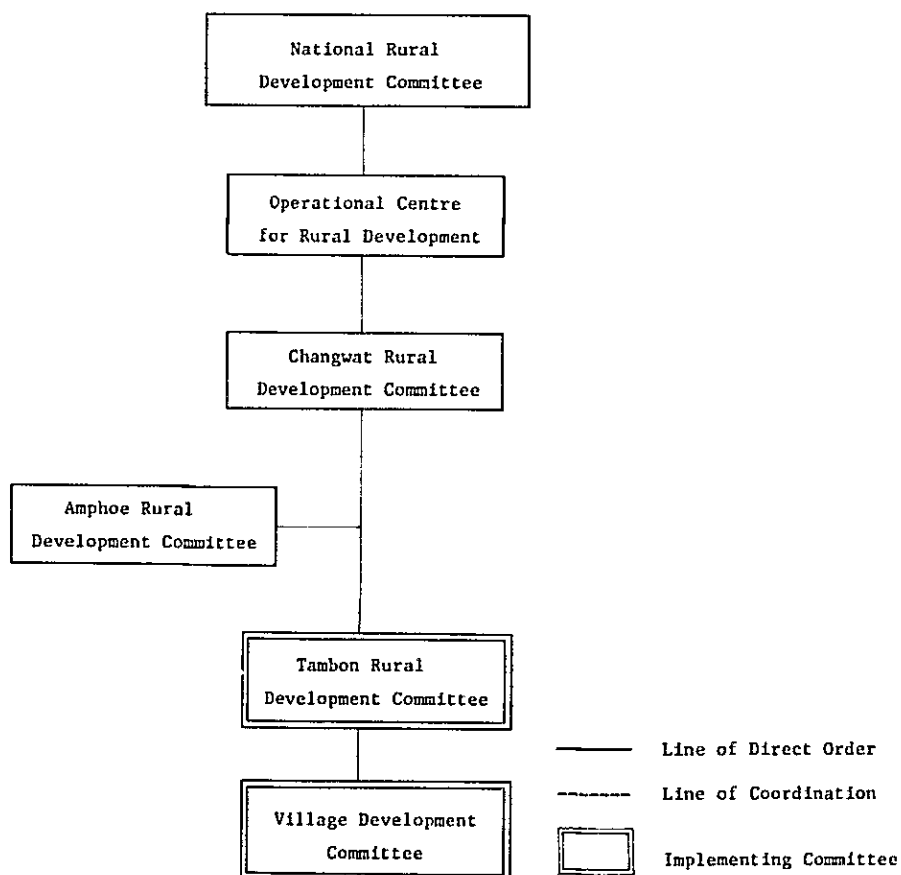 National Rural
Development Committee
Operational Centre
for Rural Development
Changwat Rural
Development Committee
Amphoe Rural
Development Committee
Tambon Rural
Development Committee
Village Development
Committee
Line of Direct Order
Line of Coordination
Implementing Committee